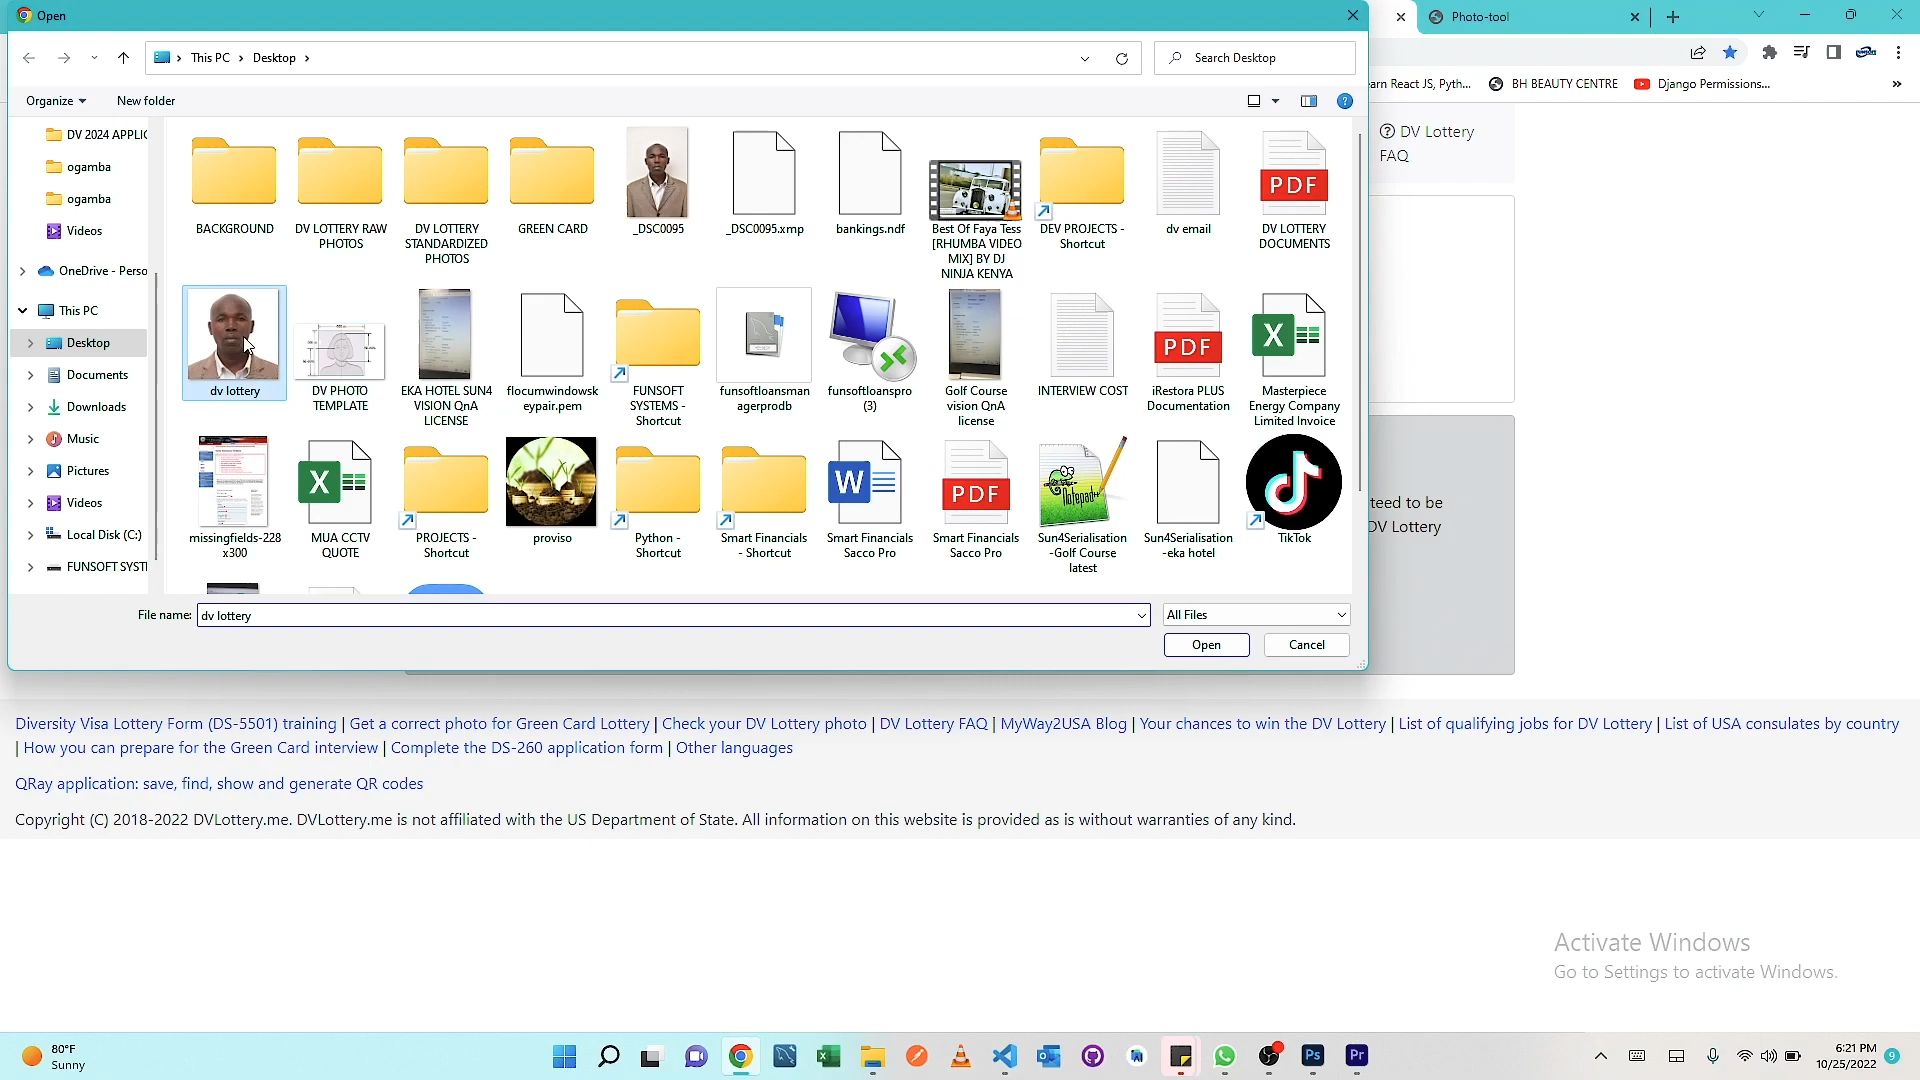 Open
Photo-tool
This PC
Desktop
Search Desktop
Organize
New folder
arn React JS, Pyth...
BH BEAUTY CENTRE
Django Permissions...
»
DV 2024 APPLIC
ogamba
ogamba
Videos
OneDrive - Perso
This PC
Desktop
Documents
Downloads
Music
Pictures
Videos
Local Disk (C:)
FUNSOFT SYSTI
BACKGROUND
DV LOTTERY RAW
PHOTOS
DV LOTTERY
STANDARDIZED
PHOTOS
GREEN CARD
_DSC0095
_DSC0095.xmp
bankings.ndf
Best Of Faya Tess
[RHUMBA VIDEO
MIX] BY DJ
NINJA KENYA
DEV PROJECTS -
Shortcut
dv email
PDF
DV LOTTERY
DOCUMENTS
dv lottery
DV PHOTO
TEMPLATE
EKA HOTEL SUN4
VISION QnA
LICENSE
flocumwindowsk
eypair.pem
FUNSOFT
SYSTEMS -
Shortcut
funsoftloansman
agerprodb
funsoftloanspro
(3)
Golf Course
vision QnA
license
INTERVIEW COST
PDF
iRestora PLUS
Documentation
X
Masterpiece
Energy Company
Limited Invoice
missingfields-228
x300
X
MUA CCTV
QUOTE
PROJECTS -
Shortcut
proviso
Python -
Shortcut
Smart Financials
- Shortcut
W
Smart Financials
Sacco Pro
PDF
Smart Financials
Sacco Pro
Notepad++
Sun4Serialisation
-Golf Course
latest
Sun4Serialisation
-eka hotel
TikTok
File name:
dv lottery
All Files
Open
Cancel
DV Lottery
FAQ
teed to be
DV Lottery
Diversity Visa Lottery Form (DS-5501) training | Get a correct photo for Green Card Lottery | Check your DV Lottery photo | DV Lottery FAQ | MyWay2USA Blog | Your chances to win the DV Lottery | List of qualifying jobs for DV Lottery | List of USA consulates by country
| How you can prepare for the Green Card interview | Complete the DS-260 application form | Other languages
QRay application: save, find, show and generate QR codes
Copyright (C) 2018-2022 DVLottery.me. DVLottery.me is not affiliated with the US Department of State. All information on this website is provided as is without warranties of any kind.
Activate Windows
Go to Settings to activate Windows.
80°F
Sunny
Ps
Pr
6:21 PM
10/25/2022
9